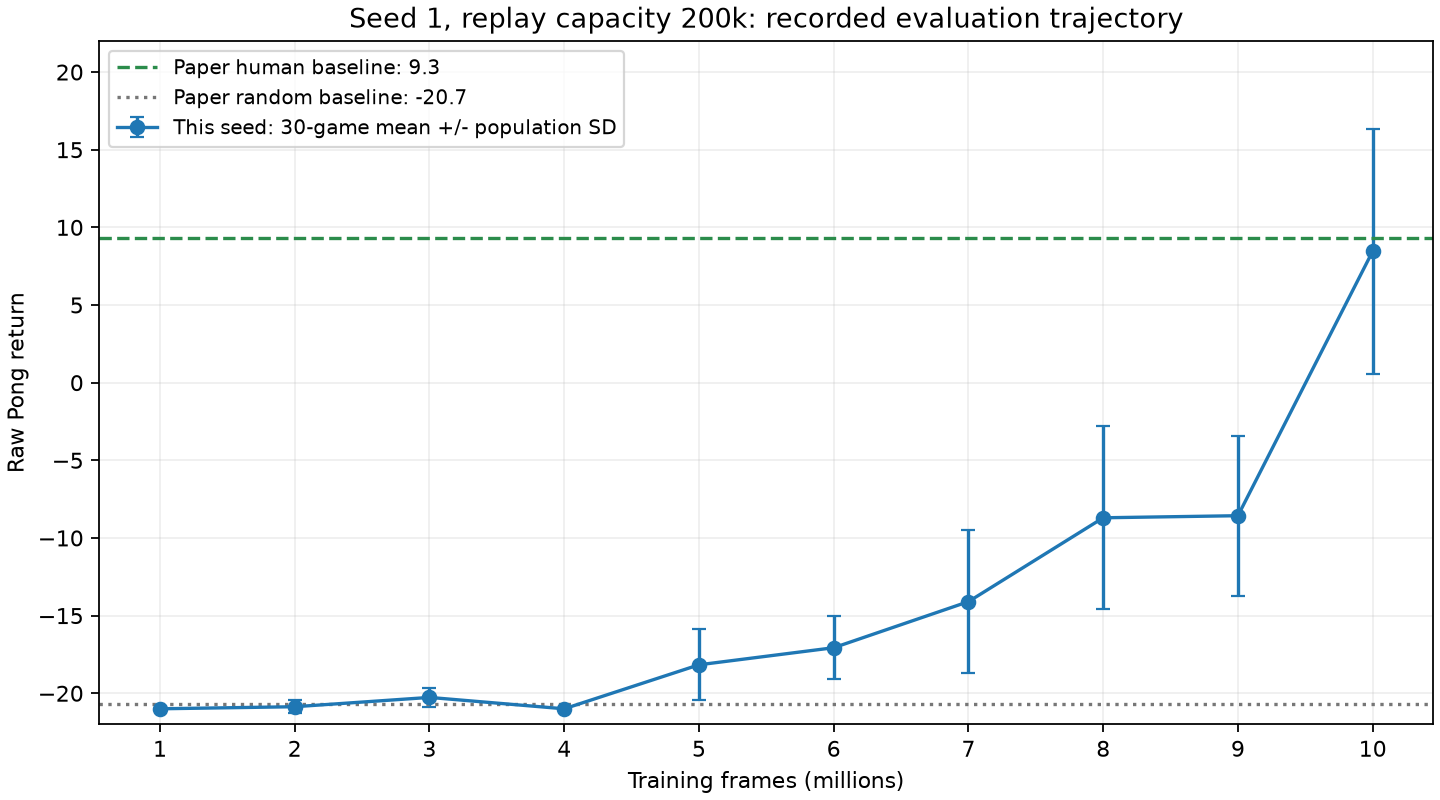 Seed 1, replay capacity 200k: recorded evaluation trajectory
Paper human baseline: 9.3
Paper random baseline: -20.7
This seed: 30-game mean +/- population SD
Raw Pong return
20
15
10
5
0
−5
−10
−15
−20
1 2 3 4 5 6 7 8 9 10
Training frames (millions)